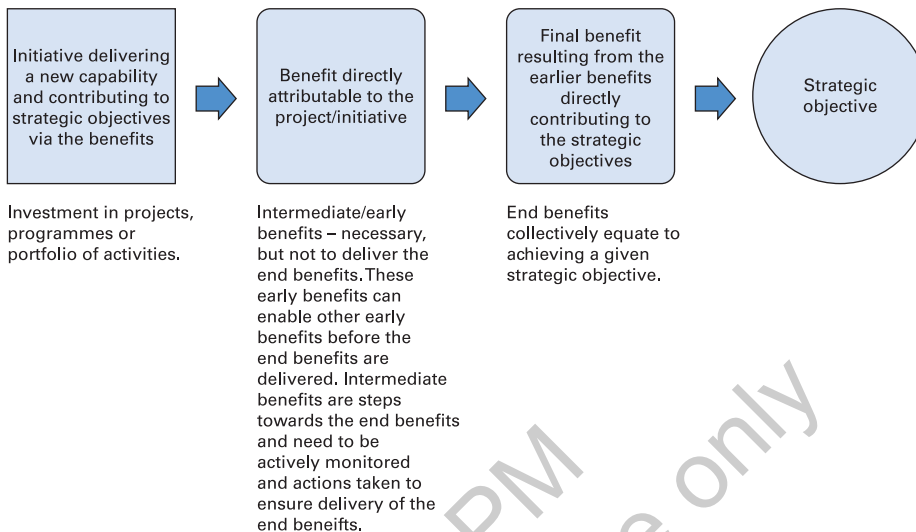 Initiative delivering
a new capability
and contributing to
strategic objectives
via the benefits
Benefit directly
attributable to the
project/initiative
Final benefit
resulting from the
earlier benefits
directly
contributing to
the strategic
objectives
Strategic
objective
Investment in projects,
programmes or
portfolio of activities.
Intermediate/early
benefits – necessary,
but not to deliver the
end benefits. These
early benefits can
enable other early
benefits before the
end benefits are
delivered. Intermediate
benefits are steps
towards the end benefits
and need to be
actively monitored
and actions taken to
ensure delivery of the
end beneifts.
End benefits
collectively equate to
achieving a given
strategic objective.
PM
only